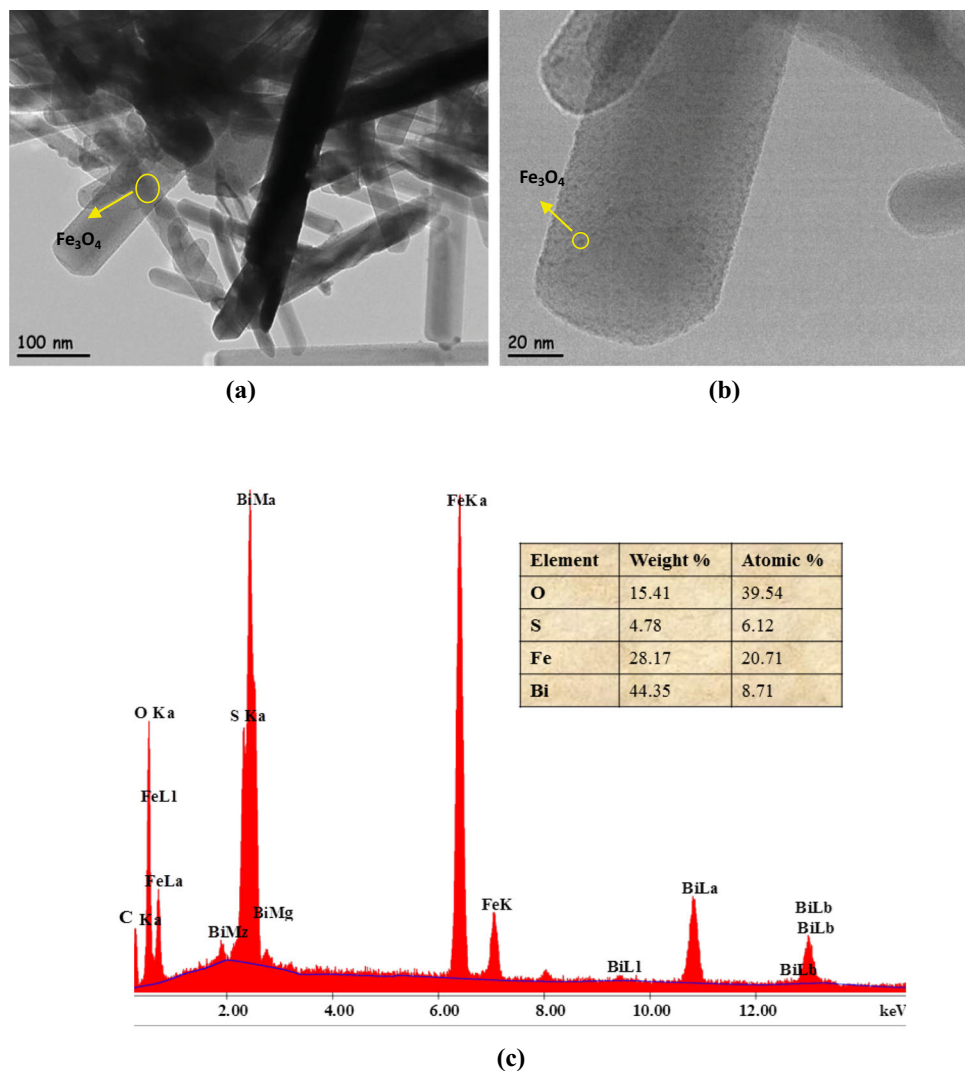 Fe₃O₄
100 nm
(a)
Fe₃O₄
20 nm
(b)
BiMa
FeKa
Element Weight % Atomic %
O 15.41 39.54
S 4.78 6.12
Fe 28.17 20.71
Bi 44.35 8.71
O Ka
S Ka
FeL1
FeLa
BiLa
C Ka
BiMg
FeK
BiLb
BiMz
BiLb
BiL1
BiLb
2.00 4.00 6.00 8.00 10.00 12.00 keV
(c)